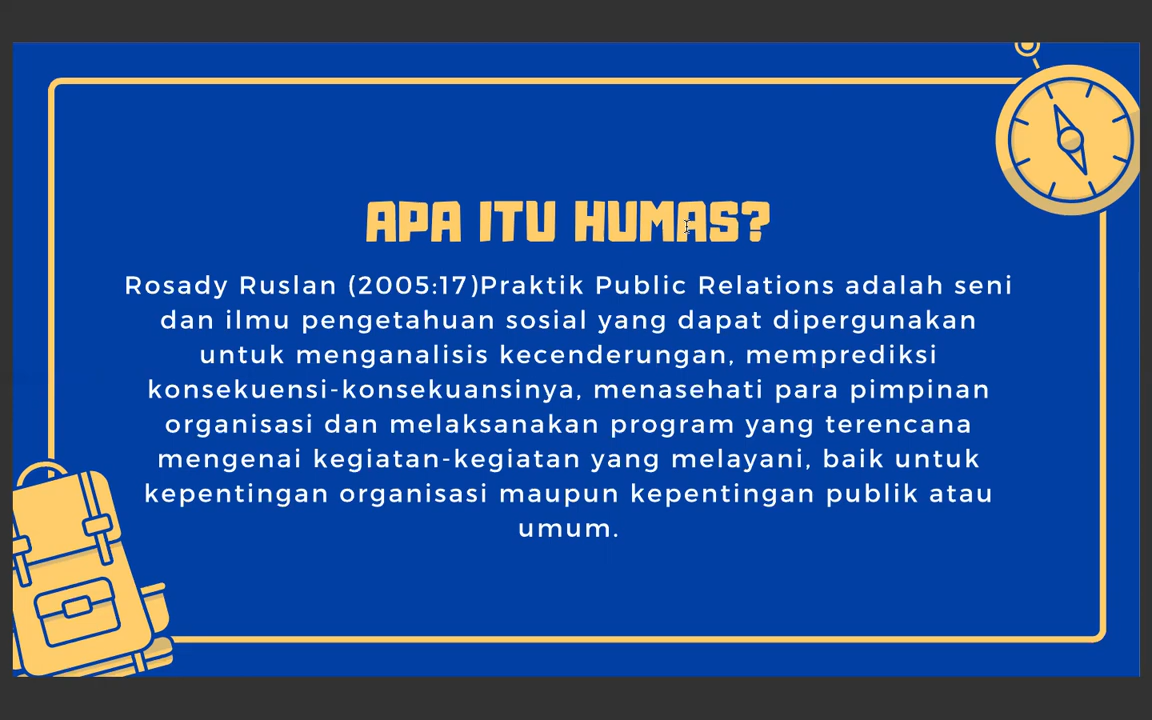 APA ITU HUMAS?
Rosady Ruslan (2005:17)Praktik Public Relations adalah seni
dan ilmu pengetahuan sosial yang dapat dipergunakan
untuk menganalisis kecenderungan, memprediksi
konsekuensi-konsekuansinya, menasehati para pimpinan
organisasi dan melaksanakan program yang terencana
mengenai kegiatan-kegiatan yang melayani, baik untuk
kepentingan organisasi maupun kepentingan publik atau
umum.